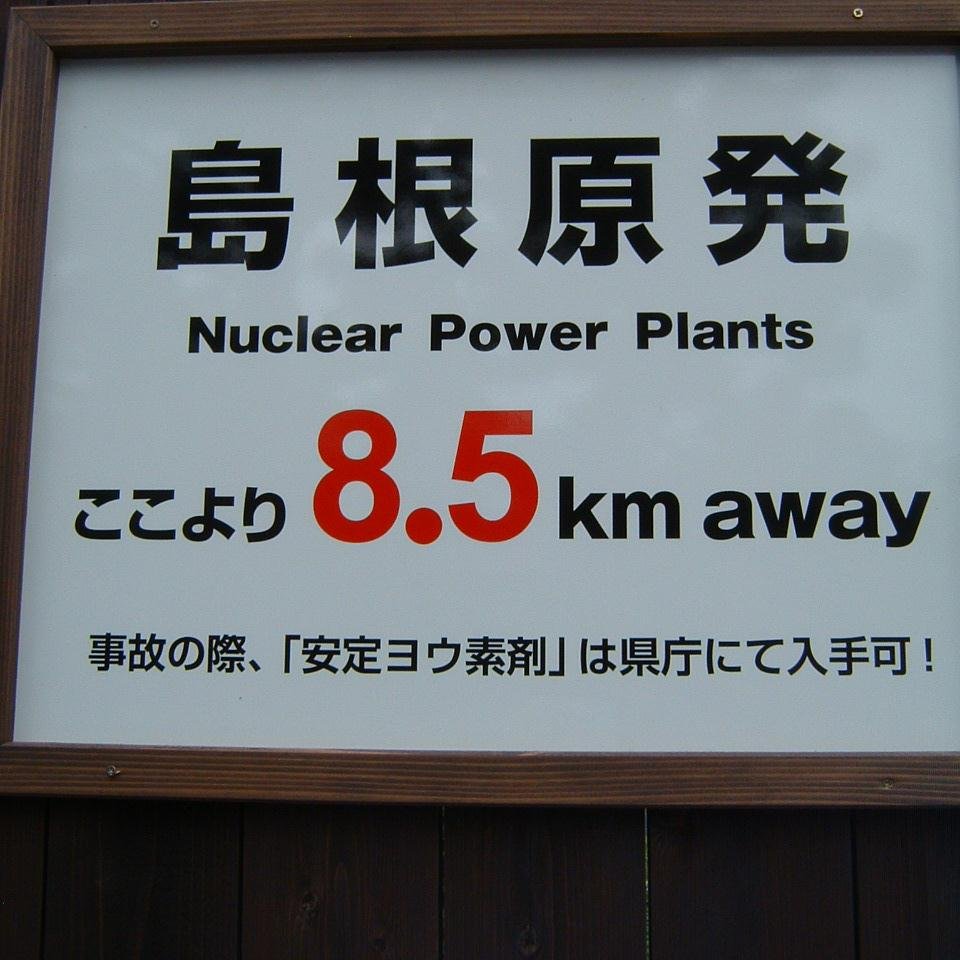 島根原発
Nuclear Power Plants
ここより 8.5 km away
事故の際、「安定ヨウ素剤」は県庁にて入手可！